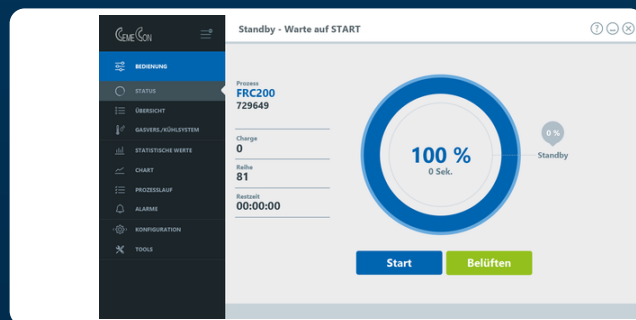 CemeCon
Standby - Warte auf START
BEDIENUNG
STATUS
ÜBERSICHT
GASVERS./KÜHLSYSTEM
STATISTISCHE WERTE
CHART
PROZESSLAUF
ALARME
KONFIGURATION
TOOLS
Prozess
FRC200
729649
Charge
0
Reihe
81
Restzeit
00:00:00
100 %
0 Sek.
0 %
Standby
Start
Belüften